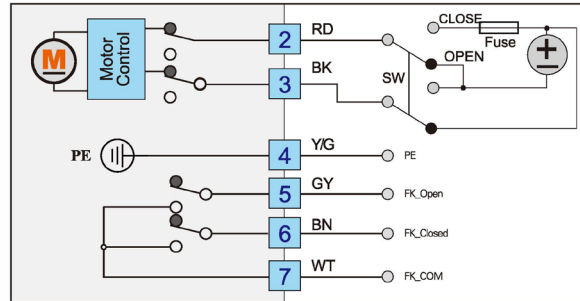 CLOSE
Fuse
OPEN
SW
M
Motor
Control
2 RD
3 BK
PE
4 Y/G PE
5 GY FK_Open
6 BN FK_Closed
7 WT FK_COM